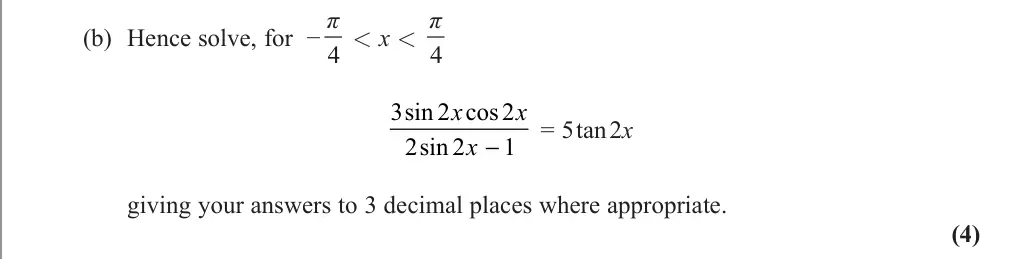 (b) Hence solve, for −π/4 < x < π/4
3 sin 2x cos 2x / 2 sin 2x − 1 = 5 tan 2x
giving your answers to 3 decimal places where appropriate.
(4)